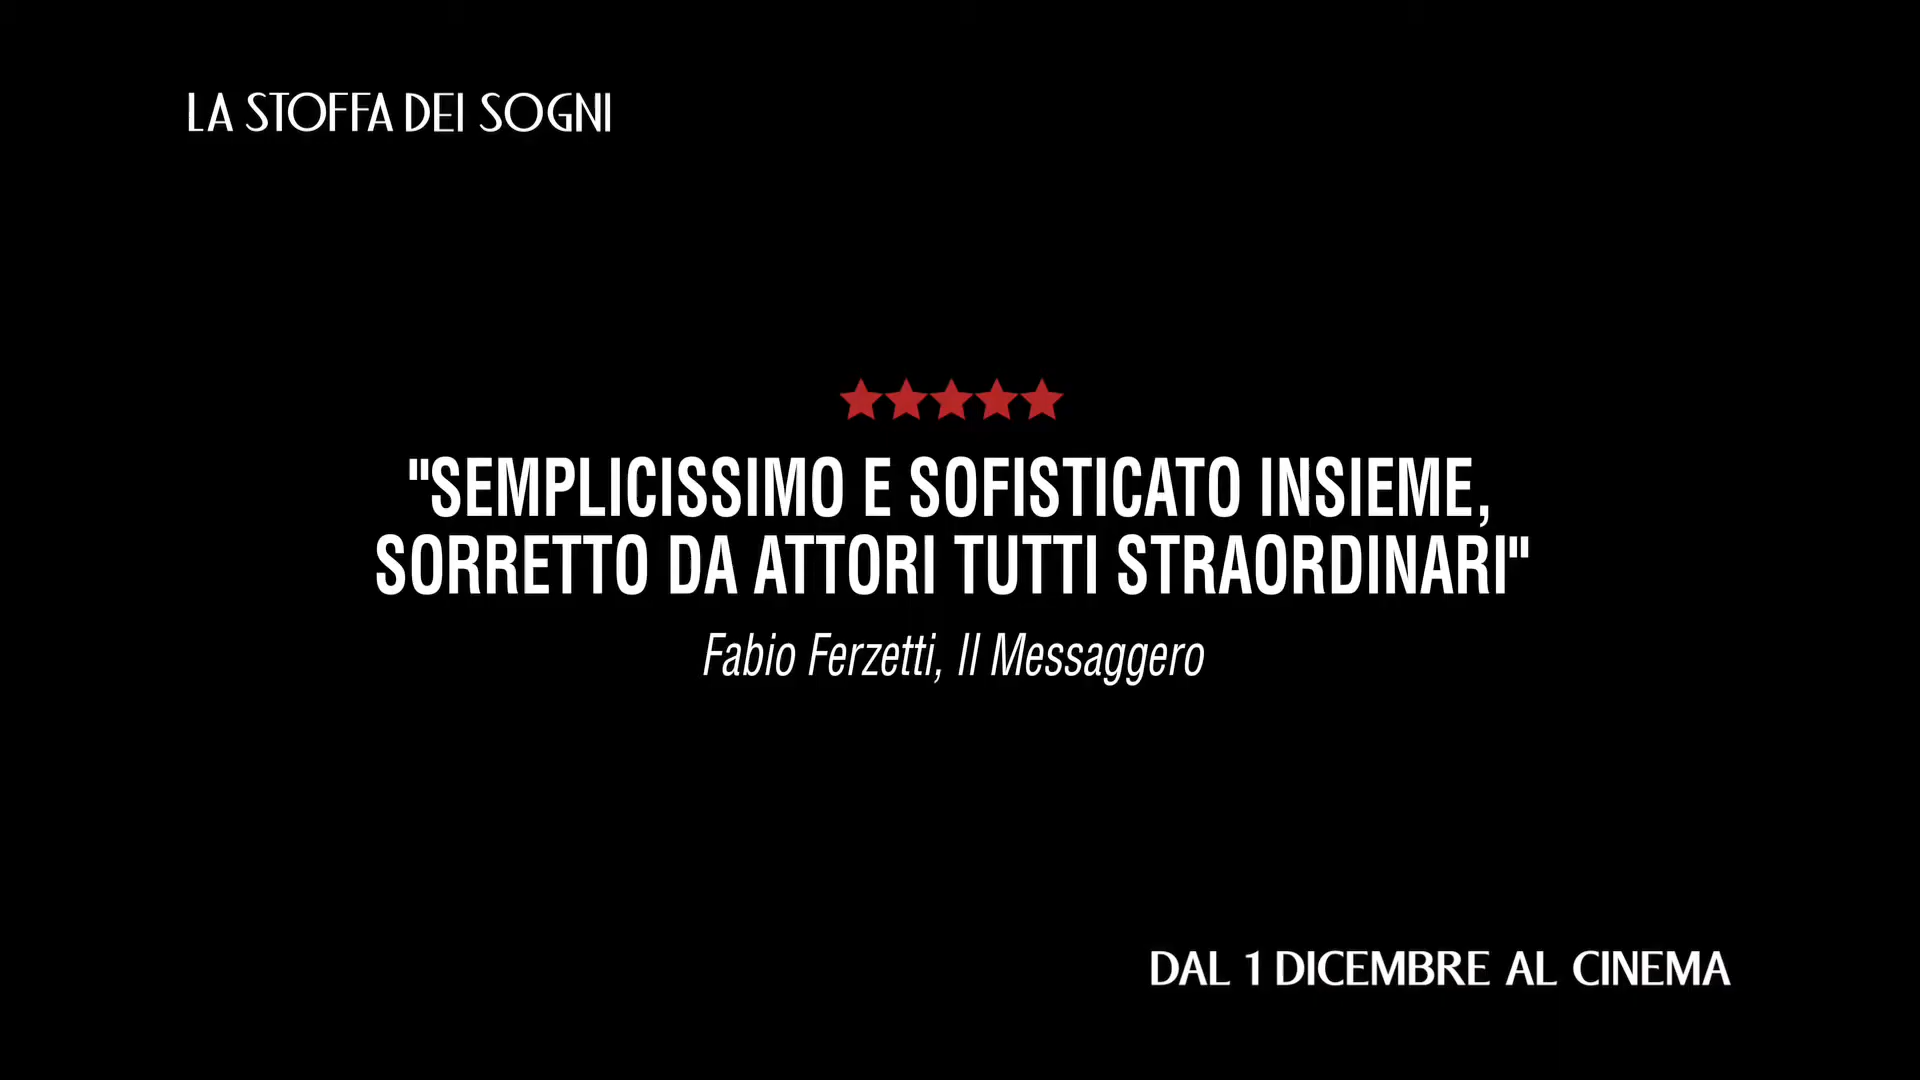 LA STOFFA DEI SOGNI
"SEMPLICISSIMO E SOFISTICATO INSIEME,
SORRETTO DA ATTORI TUTTI STRAORDINARI"
Fabio Ferzetti, Il Messaggero
DAL 1 DICEMBRE AL CINEMA